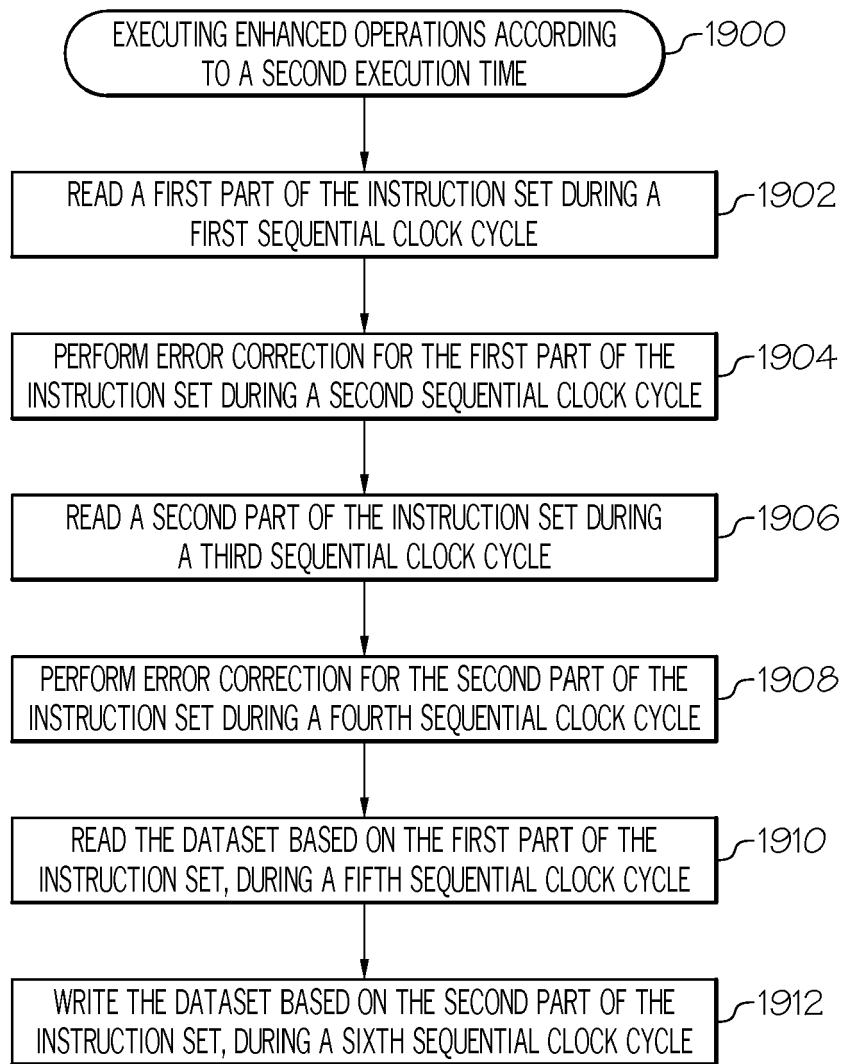 EXECUTING ENHANCED OPERATIONS ACCORDING
TO A SECOND EXECUTION TIME
1900
READ A FIRST PART OF THE INSTRUCTION SET DURING A
FIRST SEQUENTIAL CLOCK CYCLE
1902
PERFORM ERROR CORRECTION FOR THE FIRST PART OF THE
INSTRUCTION SET DURING A SECOND SEQUENTIAL CLOCK CYCLE
1904
READ A SECOND PART OF THE INSTRUCTION SET DURING
A THIRD SEQUENTIAL CLOCK CYCLE
1906
PERFORM ERROR CORRECTION FOR THE SECOND PART OF THE
INSTRUCTION SET DURING A FOURTH SEQUENTIAL CLOCK CYCLE
1908
READ THE DATASET BASED ON THE FIRST PART OF THE
INSTRUCTION SET, DURING A FIFTH SEQUENTIAL CLOCK CYCLE
1910
WRITE THE DATASET BASED ON THE SECOND PART OF THE
INSTRUCTION SET, DURING A SIXTH SEQUENTIAL CLOCK CYCLE
1912